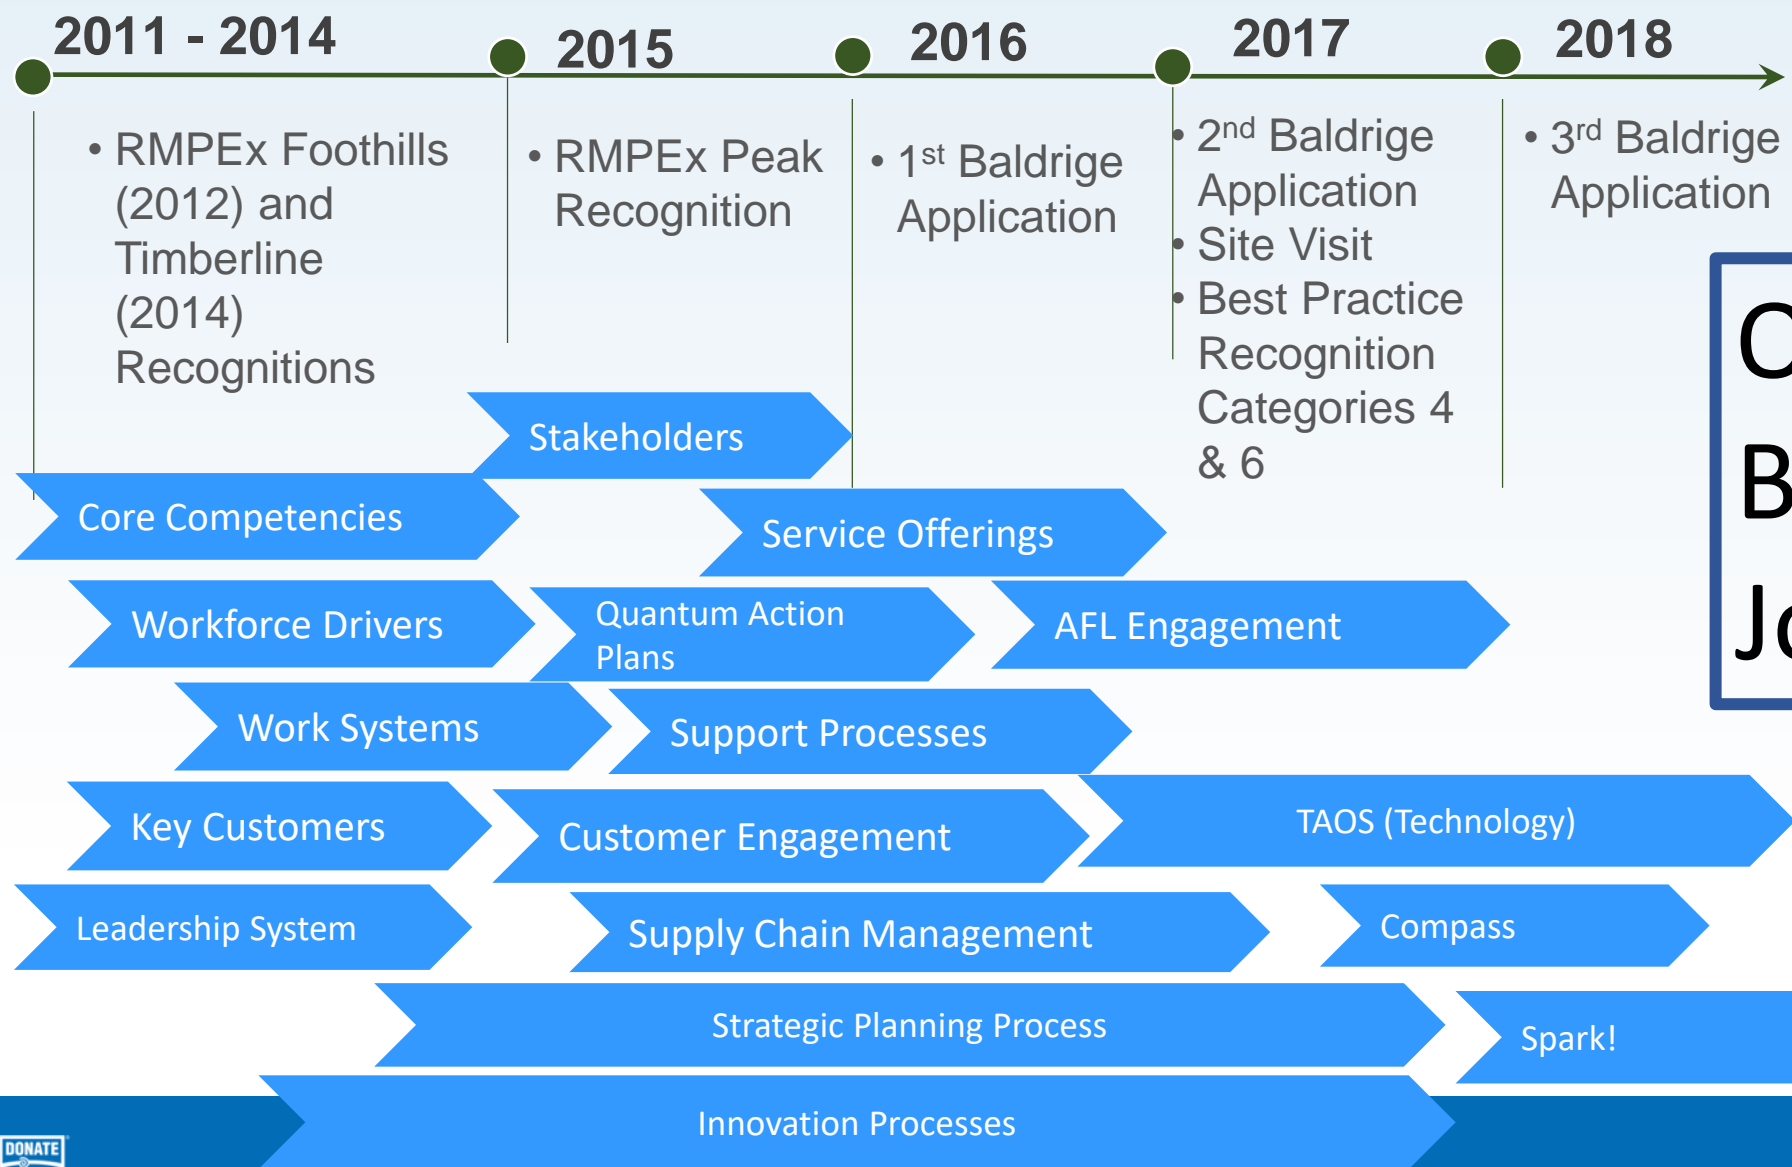 2011 - 2014
2015
2016
2017
2018
• RMPEx Foothills
(2012) and
Timberline
(2014)
Recognitions
• RMPEx Peak
Recognition
• 1st Baldrige
Application
• 2nd Baldrige
Application
• Site Visit
• Best Practice
Recognition
Categories 4
& 6
• 3rd Baldrige
Application
Stakeholders
Core Competencies
Service Offerings
Workforce Drivers
Quantum Action
Plans
AFL Engagement
Work Systems
Support Processes
Key Customers
Customer Engagement
TAOS (Technology)
Leadership System
Supply Chain Management
Compass
Strategic Planning Process
Spark!
Innovation Processes
DONATE